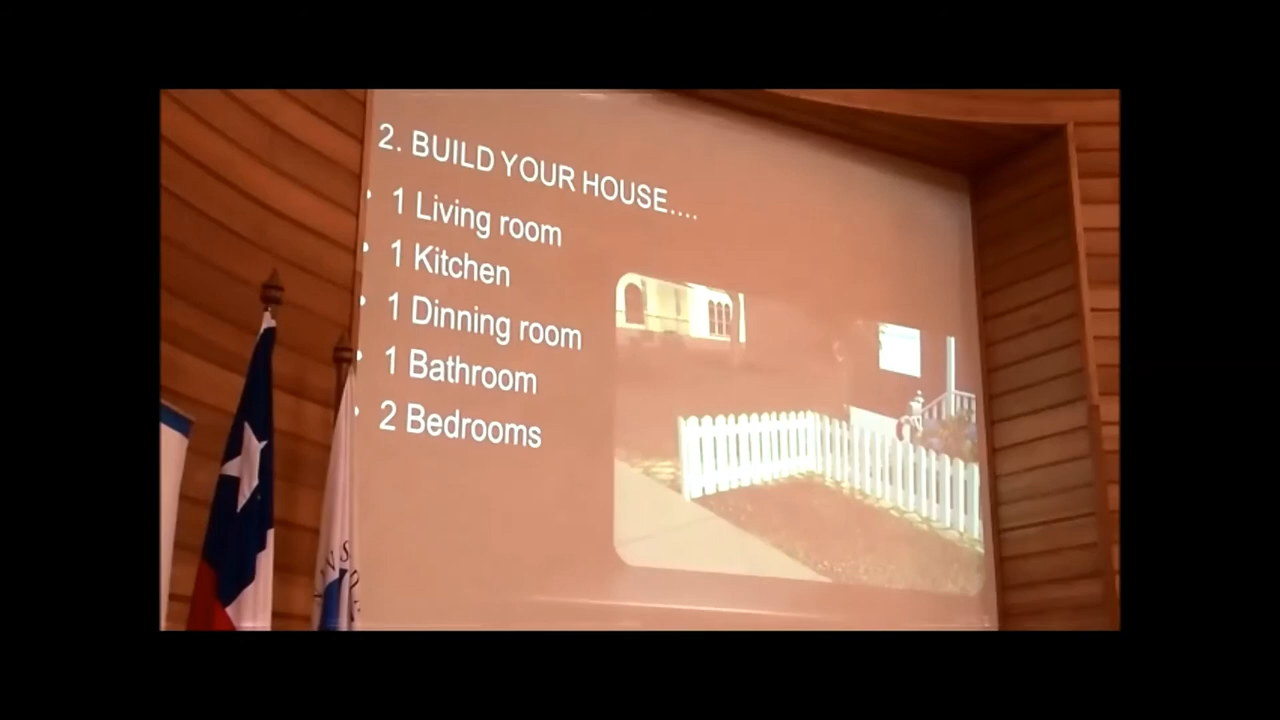 2. BUILD YOUR HOUSE....
• 1 Living room
• 1 Kitchen
• 1 Dinning room
• 1 Bathroom
• 2 Bedrooms